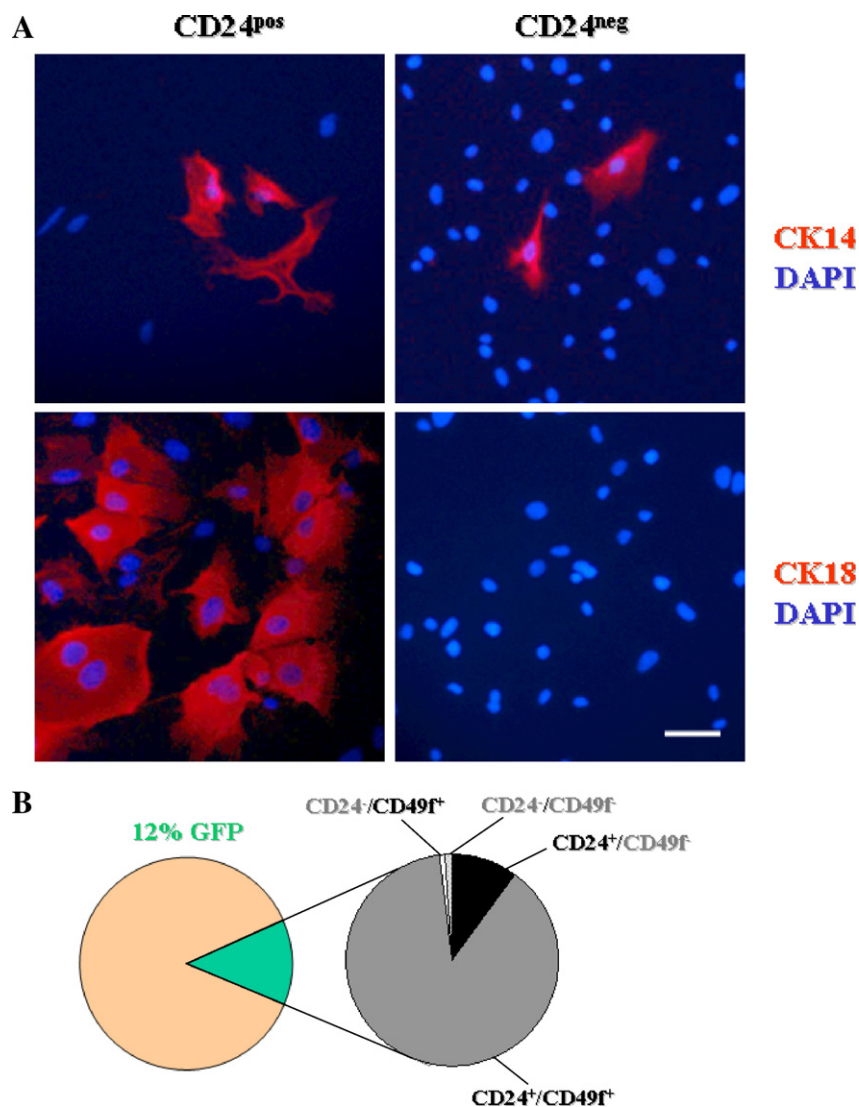 A
CD24pos
CD24neg
CK14
DAPI
CK18
DAPI
B
12% GFP
CD24-/CD49f+
CD24-/CD49f-
CD24+/CD49f-
CD24+/CD49f+